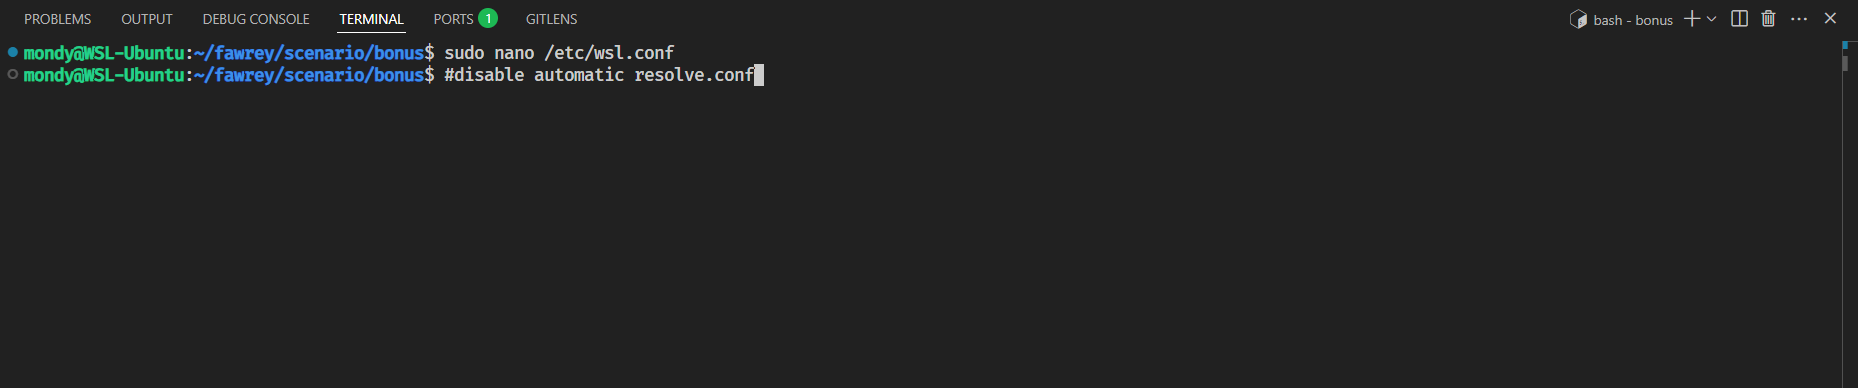 PROBLEMS OUTPUT DEBUG CONSOLE TERMINAL PORTS 1 GITLENS bash - bonus
mondy@WSL-Ubuntu:~/fawrey/scenario/bonus$ sudo nano /etc/wsl.conf
mondy@WSL-Ubuntu:~/fawrey/scenario/bonus$ #disable automatic resolve.conf